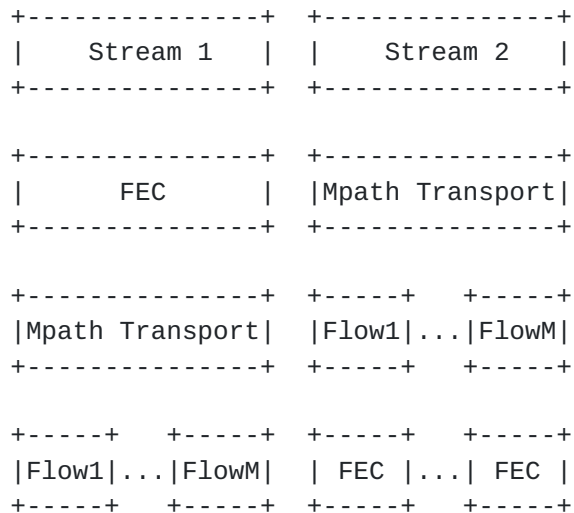 +---------------+  +---------------+
|    Stream 1   |  |    Stream 2   |
+---------------+  +---------------+

+---------------+  +---------------+
|      FEC      |  |Mpath Transport|
+---------------+  +---------------+

+---------------+  +-----+   +-----+
|Mpath Transport|  |Flow1|...|FlowM|
+---------------+  +-----+   +-----+

+-----+   +-----+  +-----+   +-----+
|Flow1|...|FlowM|  | FEC |...| FEC |
+-----+   +-----+  +-----+   +-----+